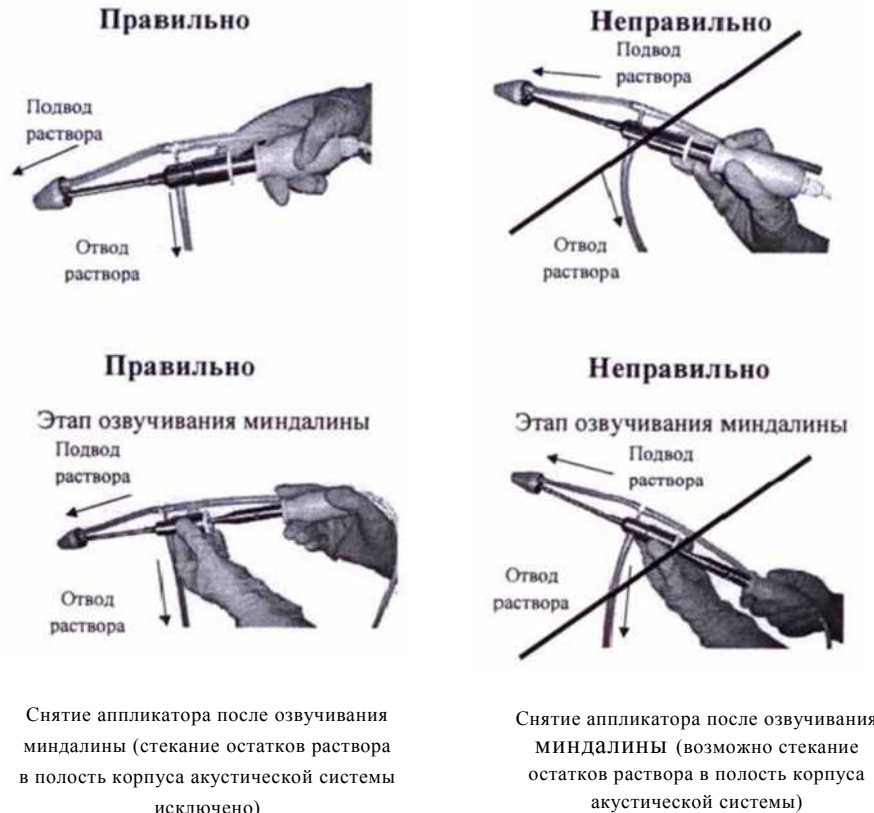 Правильно
Подвод
раствора
Отвод
раствора
Неправильно
Подвод
раствора
Отвод
раствора
Правильно
Этап озвучивания миндалины
Подвод
раствора
Отвод
раствора
Неправильно
Этап озвучивания миндалины
Подвод
раствора
Отвод
раствора
Снятие аппликатора после озвучивания
миндалины (стекание остатков раствора
в полость корпуса акустической системы
исключено)
Снятие аппликатора после озвучивания
миндалины (возможно стекание
остатков раствора в полость корпуса
акустической системы)